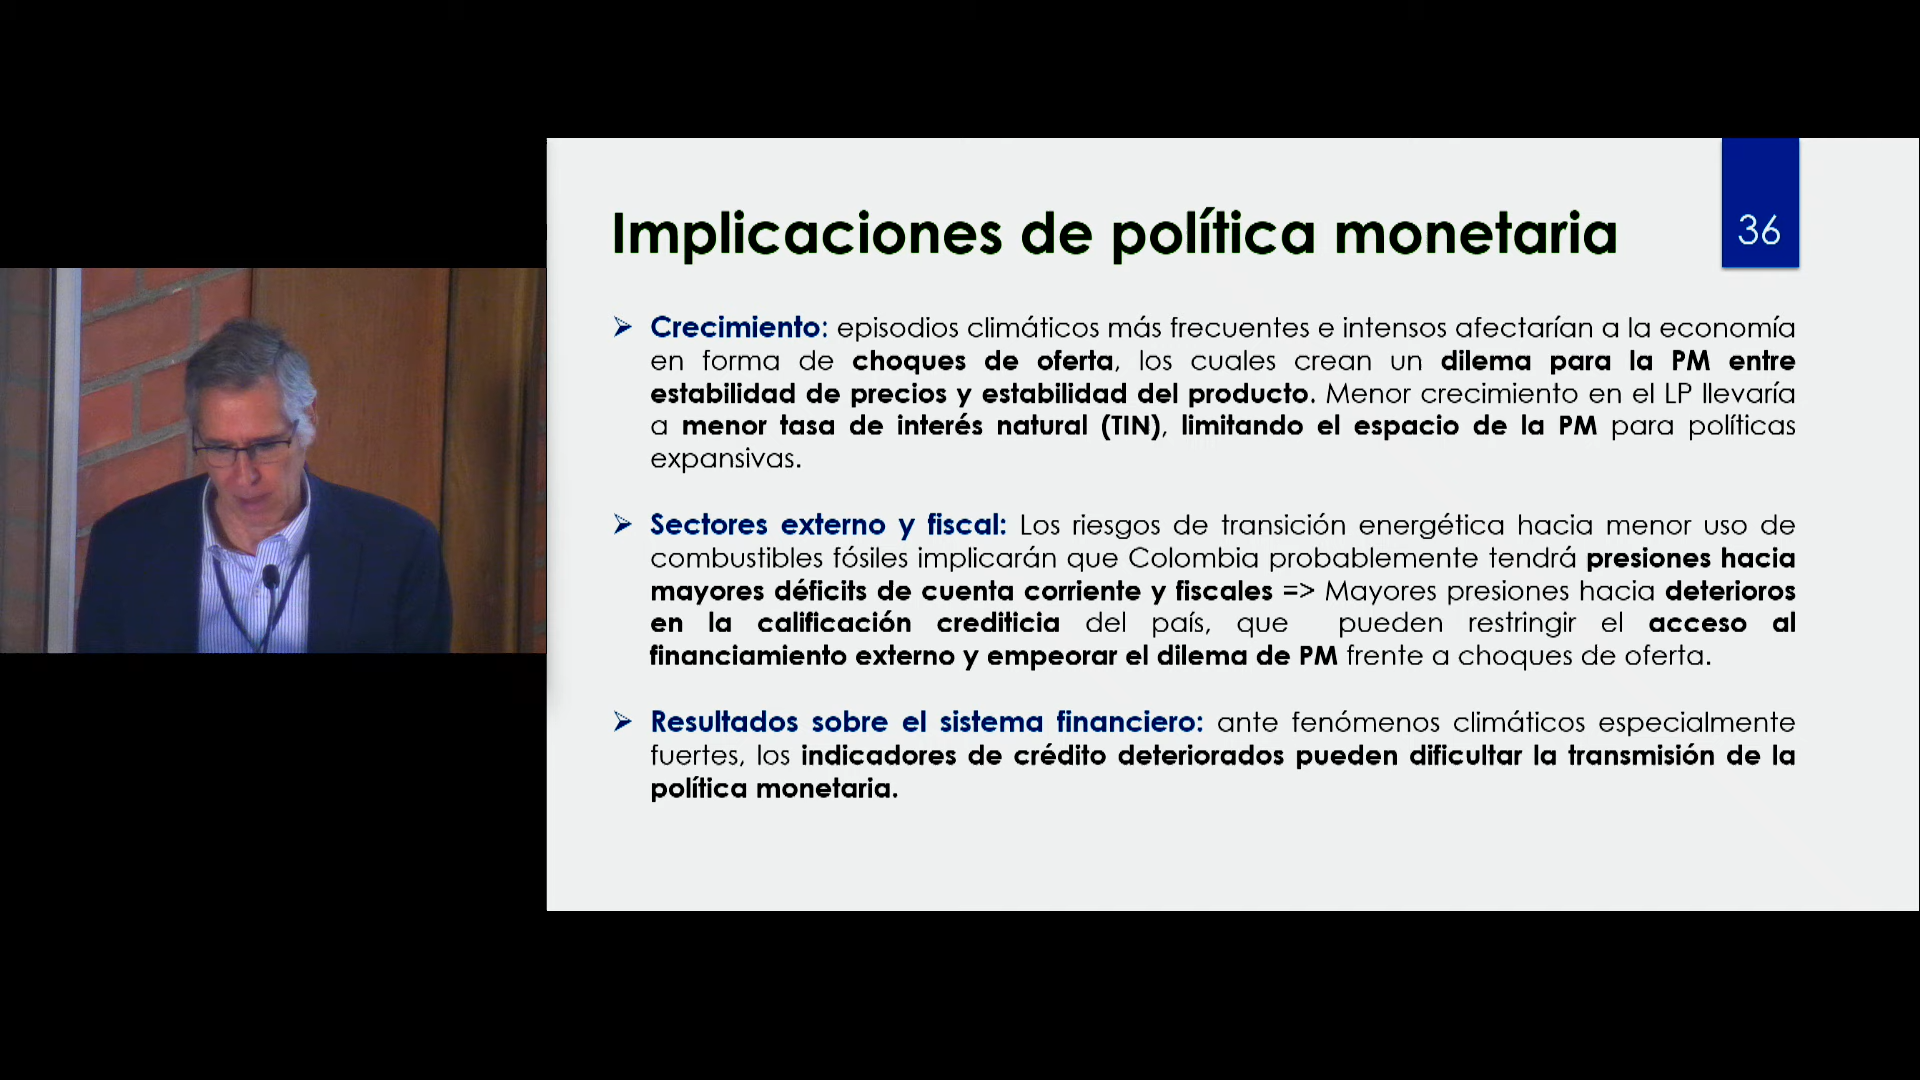 Implicaciones de política monetaria
36
➢ Crecimiento: episodios climáticos más frecuentes e intensos afectarían a la economía
en forma de choques de oferta, los cuales crean un dilema para la PM entre
estabilidad de precios y estabilidad del producto. Menor crecimiento en el LP llevaría
a menor tasa de interés natural (TIN), limitando el espacio de la PM para políticas
expansivas.
➢ Sectores externo y fiscal: Los riesgos de transición energética hacia menor uso de
combustibles fósiles implicarán que Colombia probablemente tendrá presiones hacia
mayores déficits de cuenta corriente y fiscales => Mayores presiones hacia deterioros
en la calificación crediticia del país, que pueden restringir el acceso al
financiamiento externo y empeorar el dilema de PM frente a choques de oferta.
➢ Resultados sobre el sistema financiero: ante fenómenos climáticos especialmente
fuertes, los indicadores de crédito deteriorados pueden dificultar la transmisión de la
política monetaria.